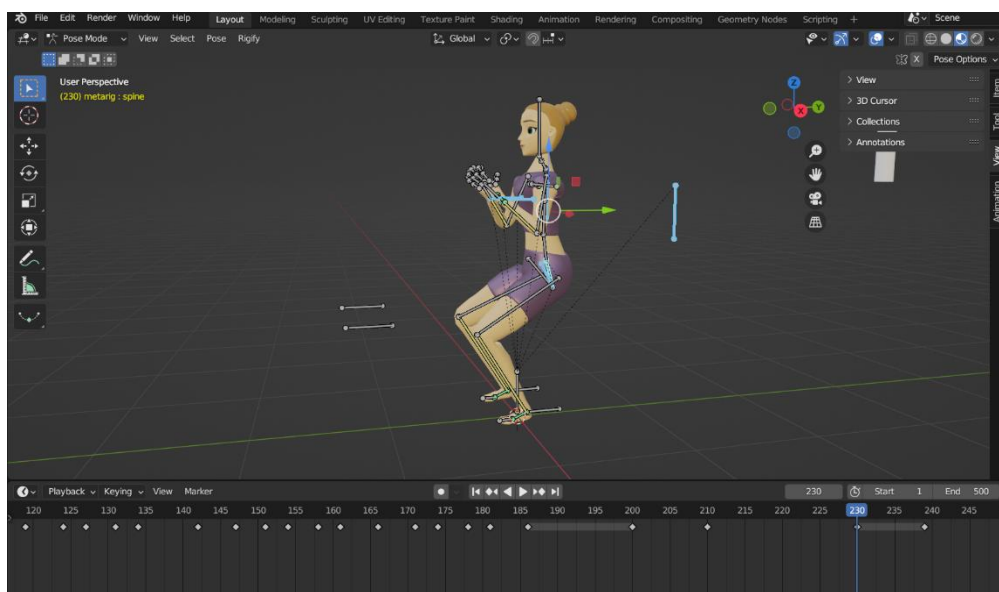 File Edit Render Window Help Layout Modeling Sculpting UV Editing Texture Paint Shading Animation Rendering Compositing Geometry Nodes Scripting + Scene
Pose Mode View Select Pose Rigify Global
X Pose Options
User Perspective
(230) metarig : spine
Z
X
Y
View
3D Cursor
Collections
Annotations
Item
Tool
View
Animation
Playback Keying View Marker 230 Start 1 End 500
120 125 130 135 140 145 150 155 160 165 170 175 180 185 190 195 200 205 210 215 220 225 230 235 240 245